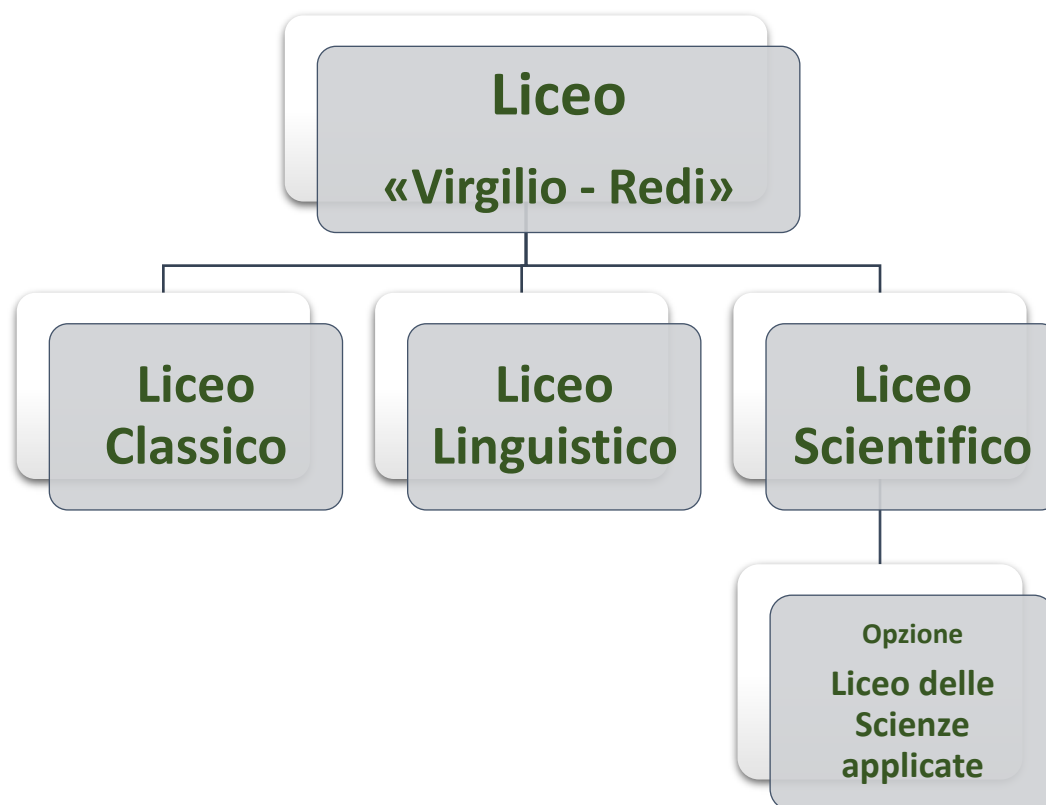 Liceo
«Virgilio - Redi»
Liceo
Classico
Liceo
Linguistico
Liceo
Scientifico
Opzione
Liceo delle
Scienze
applicate